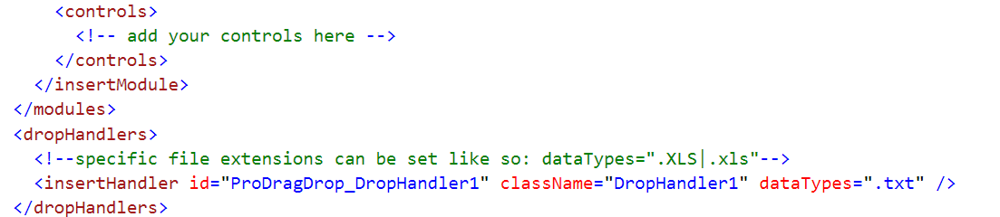 <controls>
<!-- add your controls here -->
</controls>
</insertModule>
</modules>
<dropHandlers>
<!--specific file extensions can be set like so: dataTypes=".XLS|.xls"-->
<insertHandler id="ProDragDrop_DropHandler1" className="DropHandler1" dataTypes=".txt" />
</dropHandlers>